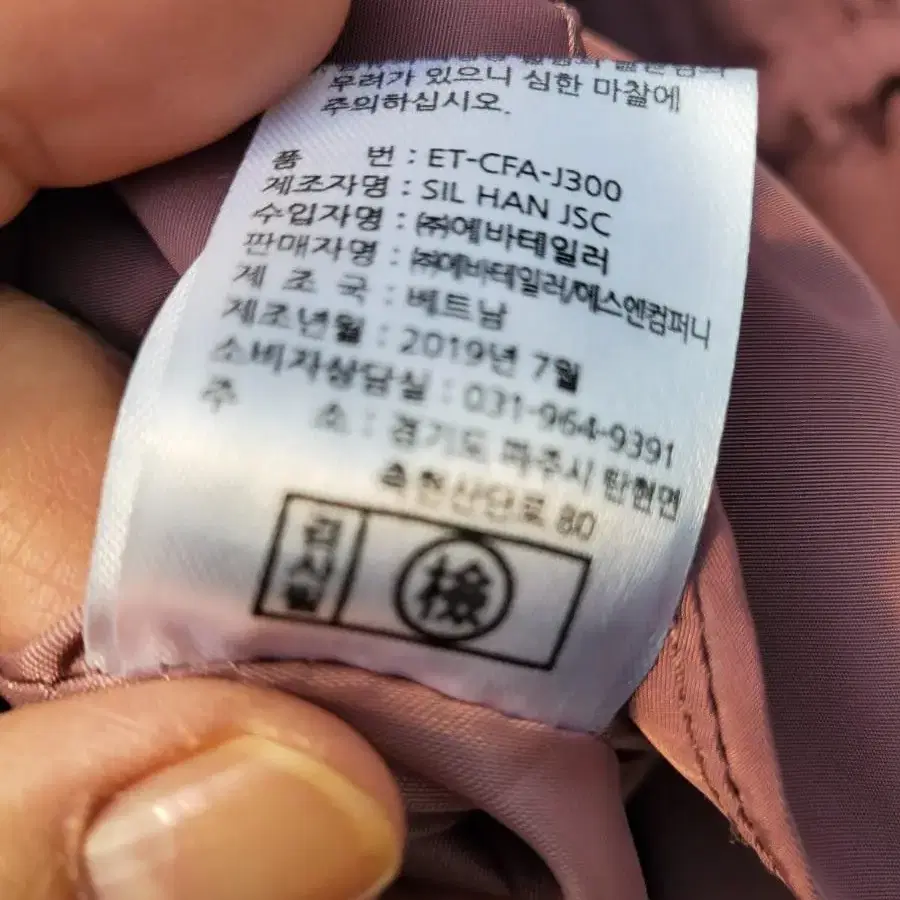 우려가 있으니 심한 마찰에
주의하십시오.
품 번 : ET-CFA-J300
제조자명 : SIL HAN JSC
수입자명 : ㈜에바테일러
판매자명 : ㈜에바테일러/에스엔컴퍼니
제 조 국 : 베트남
제조년월 : 2019년 7월
소비자상담실 : 031-964-9391
주 소 : 경기도 파주시 탄현면
축현산단로 80
검사필
檢